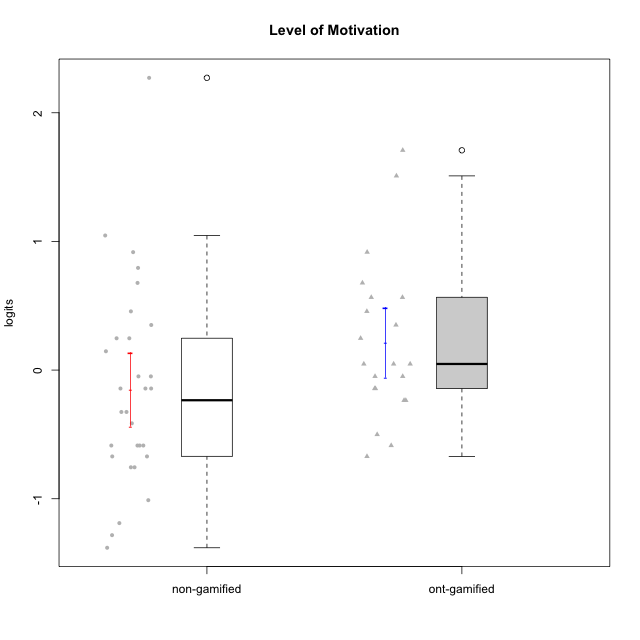 Level of Motivation
logits
2
1
0
-1
non-gamified
ont-gamified